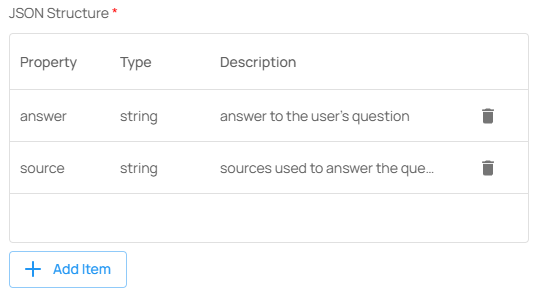 JSON Structure *
Property Type Description
answer string answer to the user's question
source string sources used to answer the que...
Add Item